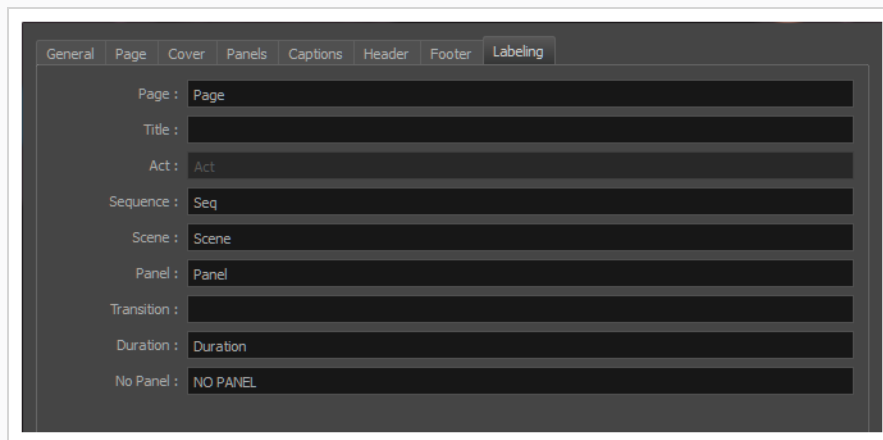 General Page Cover Panels Captions Header Footer Labeling
Page : Page
Title :
Act : Act
Sequence : Seq
Scene : Scene
Panel : Panel
Transition :
Duration : Duration
No Panel : NO PANEL